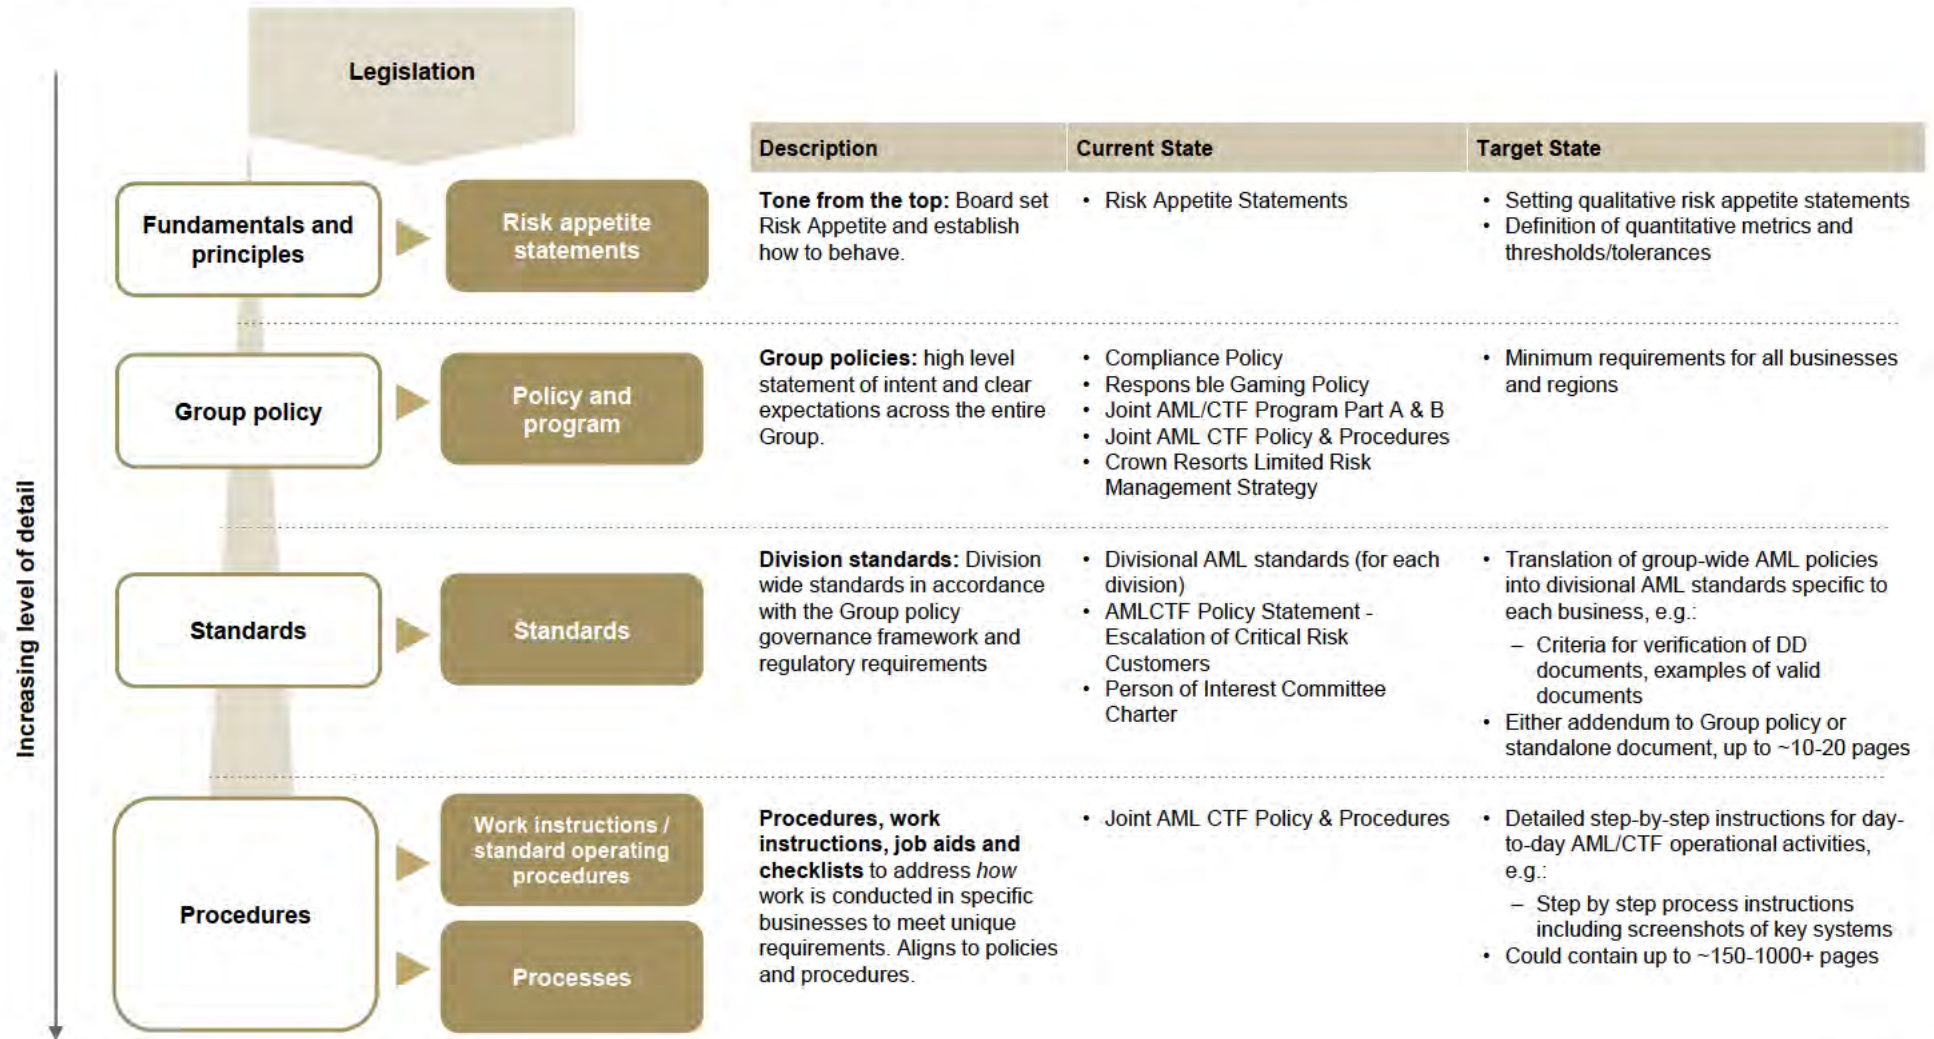 Legislation
Increasing level of detail
Description
Current State
Target State
Fundamentals and
principles
Risk appetite
statements
Tone from the top: Board set
Risk Appetite and establish
how to behave.
• Risk Appetite Statements
• Setting qualitative risk appetite statements
• Definition of quantitative metrics and
thresholds/tolerances
Group policy
Policy and
program
Group policies: high level
statement of intent and clear
expectations across the entire
Group.
• Compliance Policy
• Respons ble Gaming Policy
• Joint AML/CTF Program Part A & B
• Joint AML CTF Policy & Procedures
• Crown Resorts Limited Risk
Management Strategy
• Minimum requirements for all businesses
and regions
Standards
Standards
Division standards: Division
wide standards in accordance
with the Group policy
governance framework and
regulatory requirements
• Divisional AML standards (for each
division)
• AMLCTF Policy Statement -
Escalation of Critical Risk
Customers
• Person of Interest Committee
Charter
• Translation of group-wide AML policies
into divisional AML standards specific to
each business, e.g.:
– Criteria for verification of DD
documents, examples of valid
documents
• Either addendum to Group policy or
standalone document, up to ~10-20 pages
Procedures
Work instructions /
standard operating
procedures
Processes
Procedures, work
instructions, job aids and
checklists to address how
work is conducted in specific
businesses to meet unique
requirements. Aligns to policies
and procedures.
• Joint AML CTF Policy & Procedures
• Detailed step-by-step instructions for day-
to-day AML/CTF operational activities,
e.g.:
– Step by step process instructions
including screenshots of key systems
• Could contain up to ~150-1000+ pages